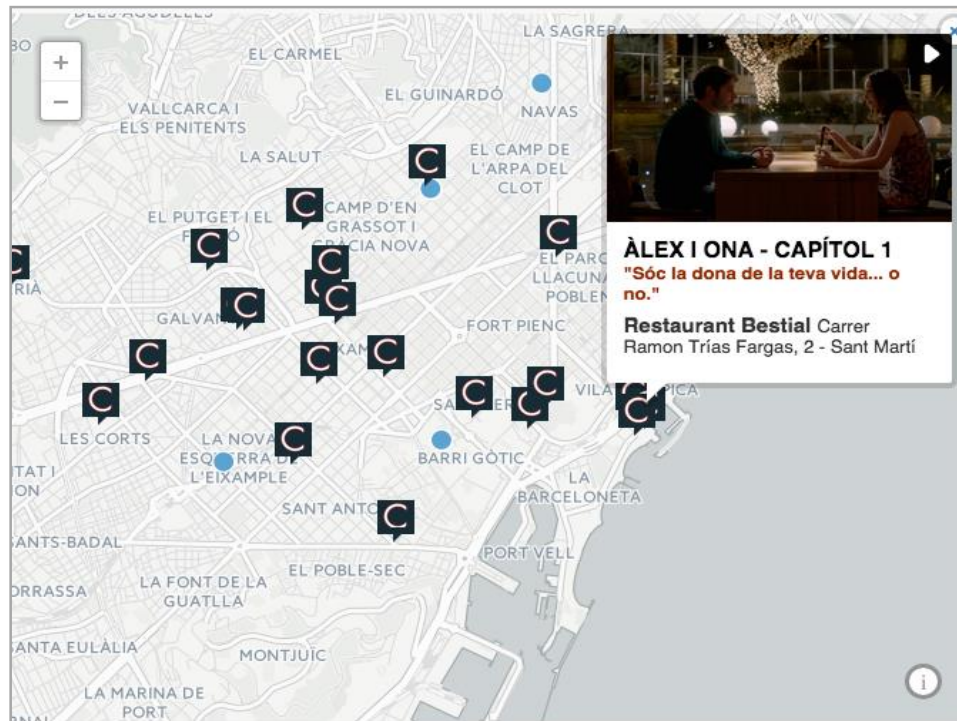 DELS AGUDELLS
LA SAGRERA
EL CARMEL
EL GUINARDÓ
NAVAS
VALLCARCA I
ELS PENITENTS
LA SALUT
EL CAMP DE
L'ARPA DEL
CLOT
EL PUTGET I EL
CAMP D'EN
GRASSOT I
GRÀCIA NOVA
EL PARC
LLACUNA
POBLEN
GALVAN
FORT PIENC
LES CORTS
LA NOVA
ESQUERRA DE
L'EIXAMPLE
BARRI GÒTIC
LA
BARCELONETA
SANT ANTO
SANTS-BADAL
PORT VELL
EL POBLE-SEC
LA FONT DE LA
GUATLLA
MONTJUÏC
LA MARINA DE
PORT
ÀLEX I ONA - CAPÍTOL 1
"Sóc la dona de la teva vida... o
no."
Restaurant Bestial Carrer
Ramon Trías Fargas, 2 - Sant Martí